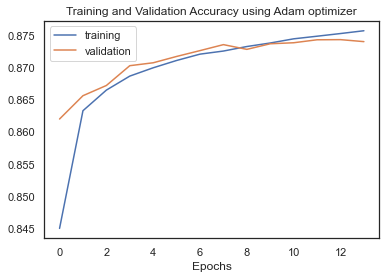 Training and Validation Accuracy using Adam optimizer
training
validation
0.875
0.870
0.865
0.860
0.855
0.850
0.845
0 2 4 6 8 10 12
Epochs